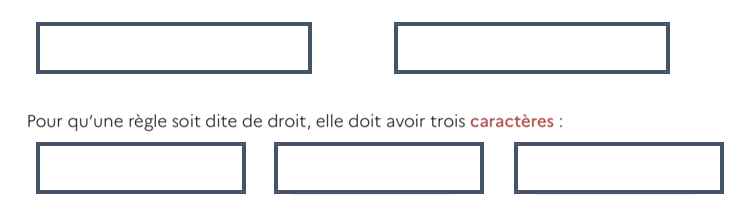 Pour qu’une règle soit dite de droit, elle doit avoir trois caractères :